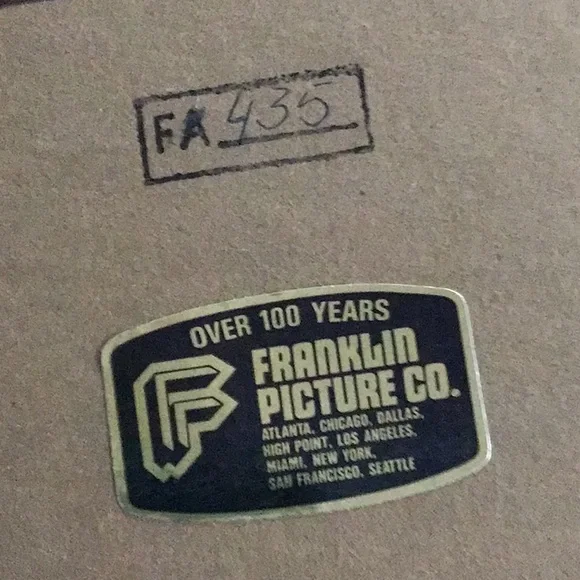 FA 435
OVER 100 YEARS
FRANKLIN
PICTURE CO.
ATLANTA, CHICAGO, DALLAS,
HIGH POINT, LOS ANGELES,
MIAMI, NEW YORK,
SAN FRANCISCO, SEATTLE